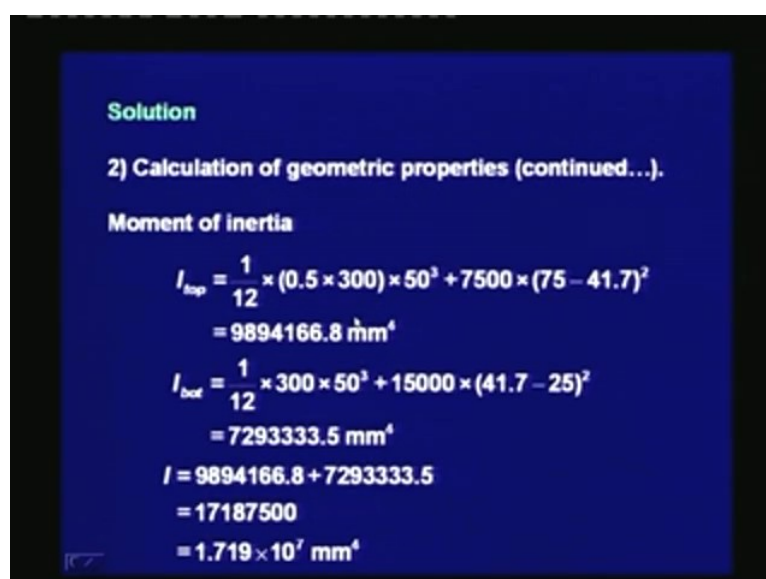 Solution
2) Calculation of geometric properties (continued...).
Moment of inertia
I_top = 1/12 × (0.5 × 300) × 50³ + 7500 × (75 – 41.7)²
= 9894166.8 mm⁴
I_bot = 1/12 × 300 × 50³ + 15000 × (41.7 – 25)²
= 7293333.5 mm⁴
I = 9894166.8 + 7293333.5
= 17187500
= 1.719 × 10⁷ mm⁴